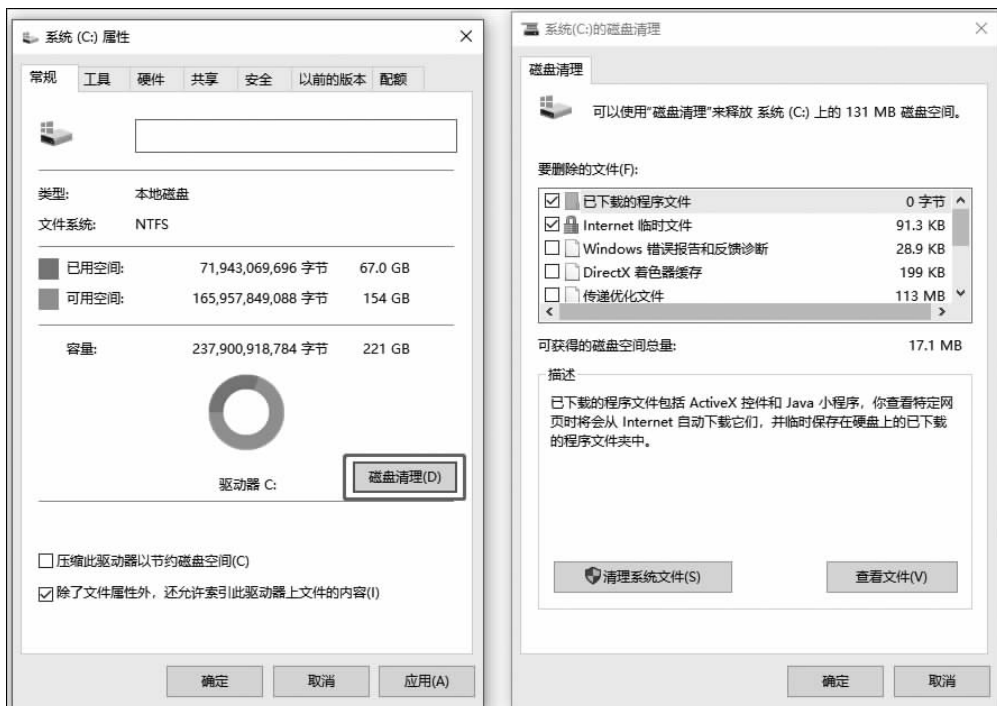 系统 (C:) 属性
常规 工具 硬件 共享 安全 以前的版本 配额
类型: 本地磁盘
文件系统: NTFS
已用空间: 71,943,069,696 字节 67.0 GB
可用空间: 165,957,849,088 字节 154 GB
容量: 237,900,918,784 字节 221 GB
驱动器 C:
磁盘清理(D)
压缩此驱动器以节约磁盘空间(C)
除了文件属性外，还允许索引此驱动器上文件的内容(I)
确定 取消 应用(A)
系统(C:)的磁盘清理
磁盘清理
可以使用"磁盘清理"来释放 系统 (C:) 上的 131 MB 磁盘空间。
要删除的文件(F):
已下载的程序文件 0 字节
Internet 临时文件 91.3 KB
Windows 错误报告和反馈诊断 28.9 KB
DirectX 着色器缓存 199 KB
传递优化文件 113 MB
可获得的磁盘空间总量: 17.1 MB
描述
已下载的程序文件包括 ActiveX 控件和 Java 小程序，你查看特定网
页时将会从 Internet 自动下载它们，并临时保存在硬盘上的已下载
的程序文件夹中。
清理系统文件(S) 查看文件(V)
确定 取消